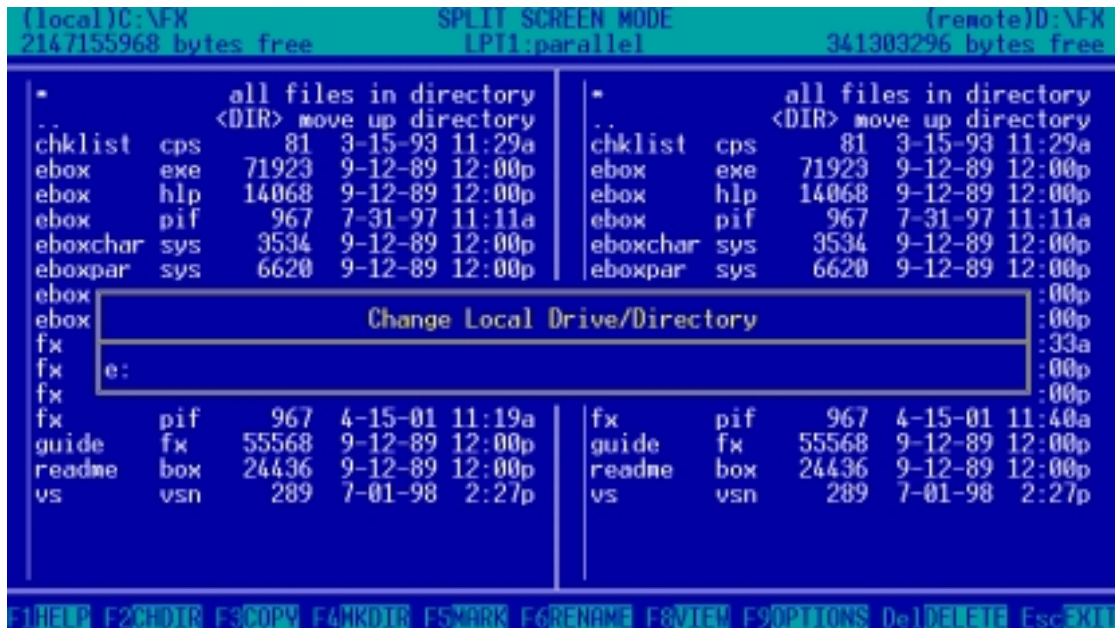 (local)C:\FX SPLIT SCREEN MODE (remote)D:\FX
2147155968 bytes free LPT1:parallel 341303296 bytes free
* all files in directory * all files in directory
.. <DIR> move up directory .. <DIR> move up directory
chklist cps 81 3-15-93 11:29a chklist cps 81 3-15-93 11:29a
ebox exe 71923 9-12-89 12:00p ebox exe 71923 9-12-89 12:00p
ebox hlp 14068 9-12-89 12:00p ebox hlp 14068 9-12-89 12:00p
ebox pif 967 7-31-97 11:11a ebox pif 967 7-31-97 11:11a
eboxchar sys 3534 9-12-89 12:00p eboxchar sys 3534 9-12-89 12:00p
eboxpar sys 6620 9-12-89 12:00p eboxpar sys 6620 9-12-89 12:00p
ebox :00p
ebox Change Local Drive/Directory :00p
fx :33a
fx e: :00p
fx :00p
fx pif 967 4-15-01 11:19a fx pif 967 4-15-01 11:40a
guide fx 55568 9-12-89 12:00p guide fx 55568 9-12-89 12:00p
readme box 24436 9-12-89 12:00p readme box 24436 9-12-89 12:00p
vs vsn 289 7-01-98 2:27p vs vsn 289 7-01-98 2:27p
F1HELP F2CHDIR F3COPY F4MKDIR F5MARK F6RENAME F8VIEW F9OPTIONS DelDELETE EscEXIT